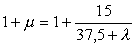 1 + μ = 1 + 15 / (37,5 + λ)